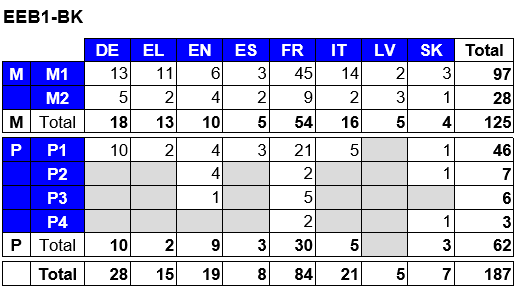 EEB1-BK
DE EL EN ES FR IT LV SK Total
M M1 13 11 6 3 45 14 2 3 97
M2 5 2 4 2 9 2 3 1 28
M Total 18 13 10 5 54 16 5 4 125
P P1 10 2 4 3 21 5 1 46
P2 4 2 1 7
P3 1 5 6
P4 2 1 3
P Total 10 2 9 3 30 5 3 62
Total 28 15 19 8 84 21 5 7 187